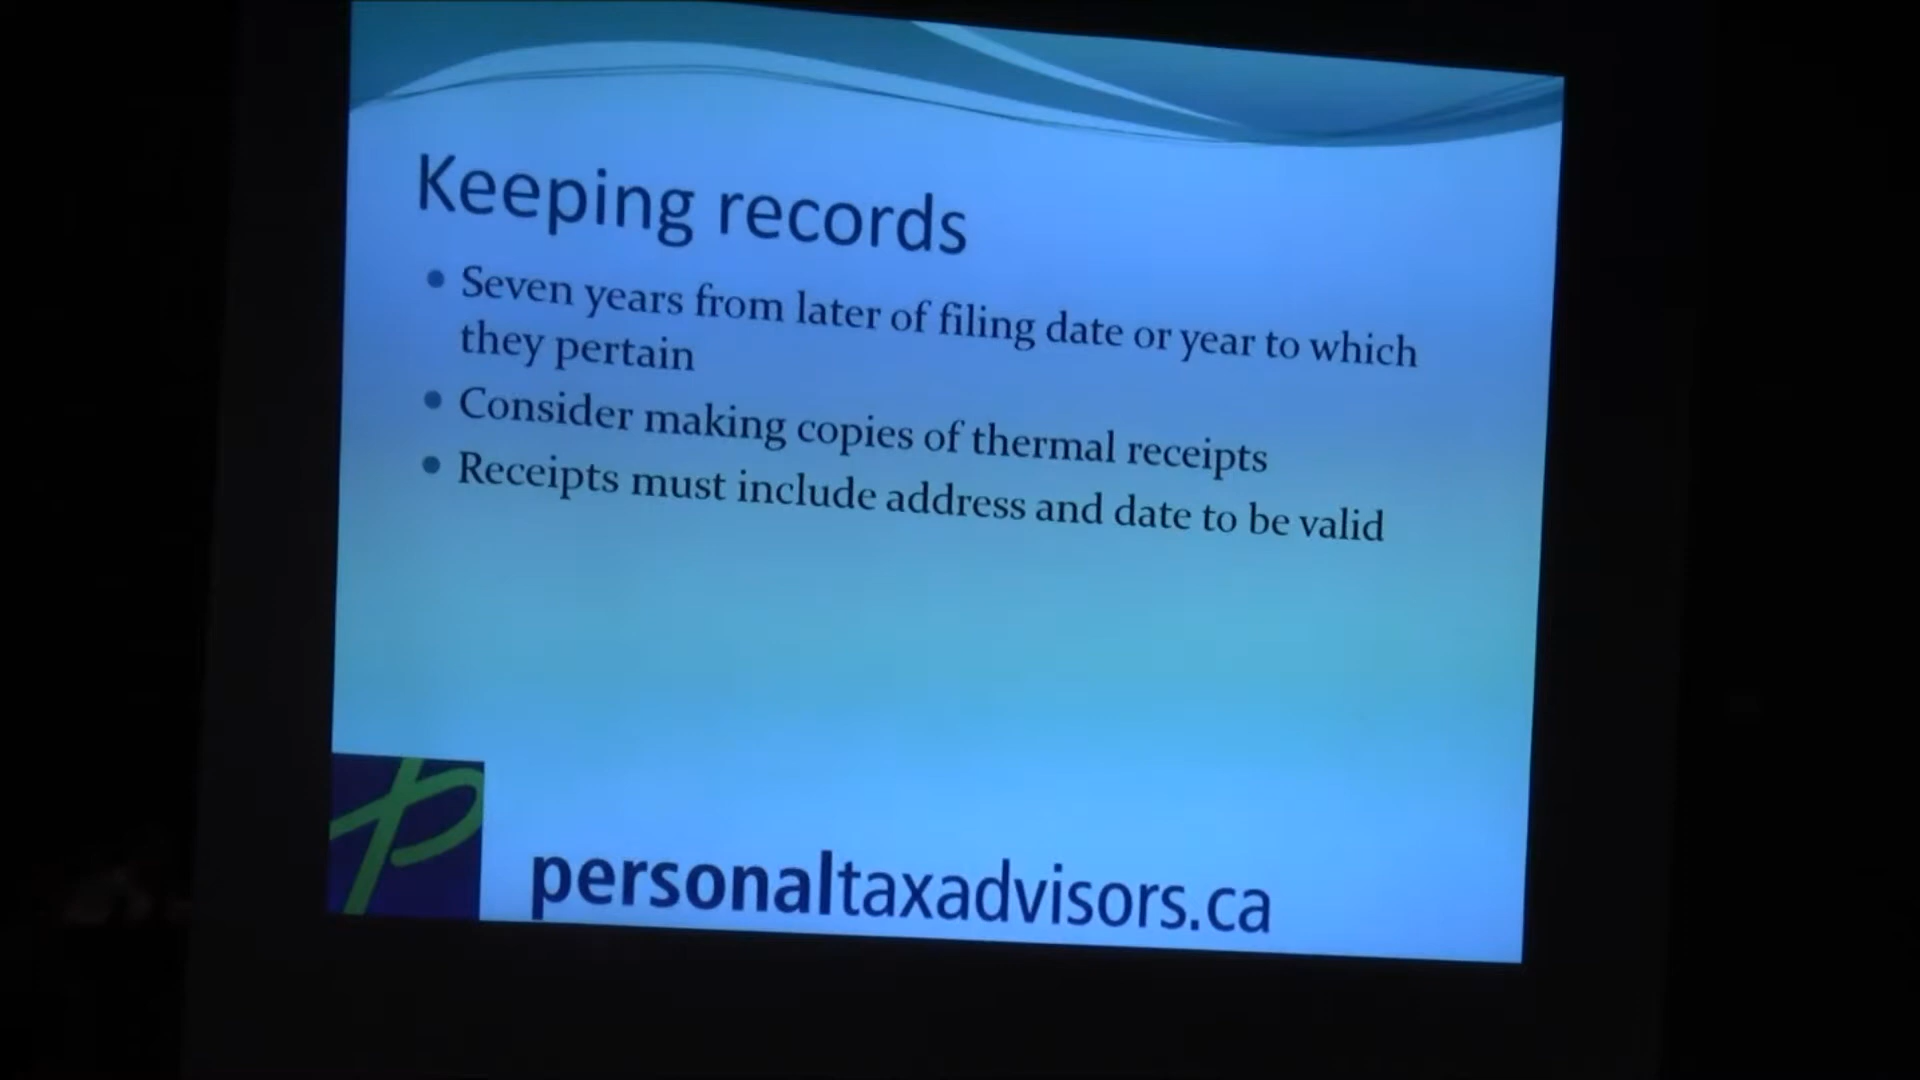 Keeping records
• Seven years from later of filing date or year to which
they pertain
• Consider making copies of thermal receipts
• Receipts must include address and date to be valid
personaltaxadvisors.ca